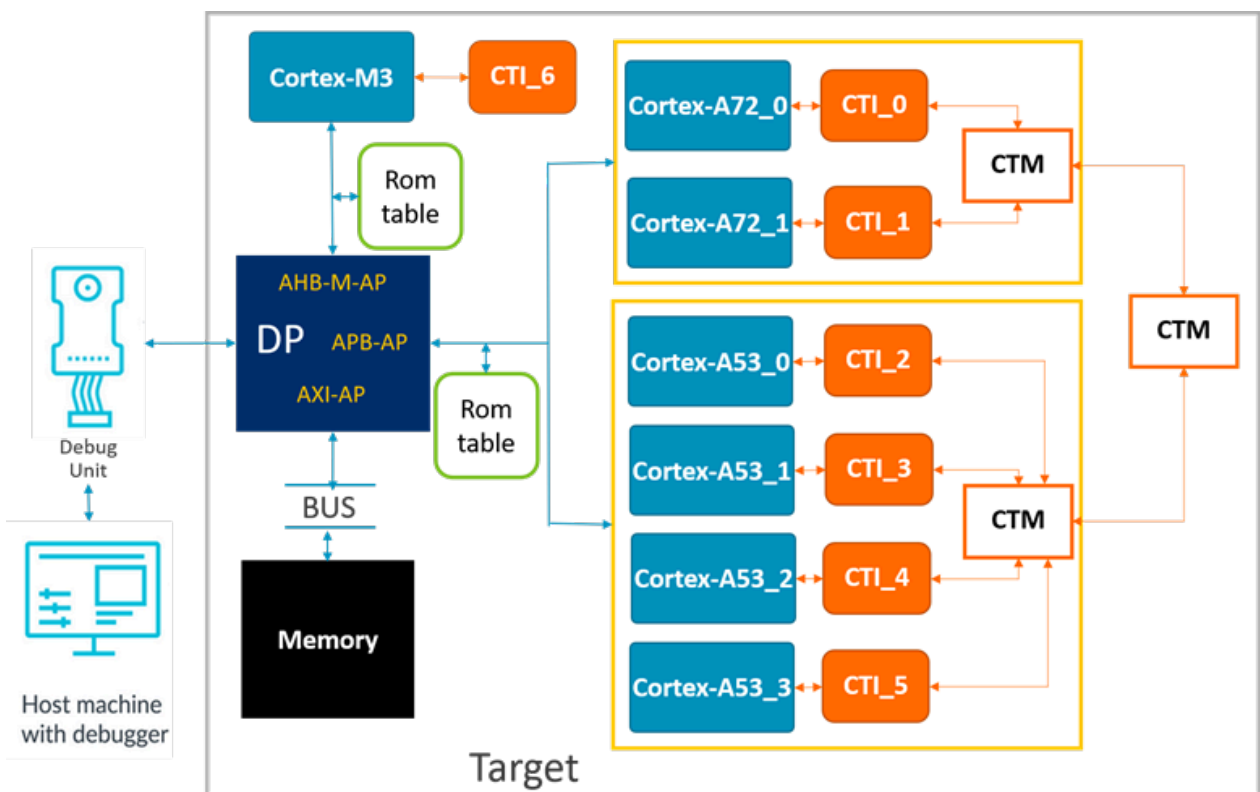 Cortex-M3
CTI_6
Rom
table
AHB-M-AP
DP
APB-AP
AXI-AP
Rom
table
Debug
Unit
BUS
Memory
Host machine
with debugger
Cortex-A72_0
CTI_0
CTM
Cortex-A72_1
CTI_1
CTM
Cortex-A53_0
CTI_2
Cortex-A53_1
CTI_3
CTM
Cortex-A53_2
CTI_4
Cortex-A53_3
CTI_5
Target